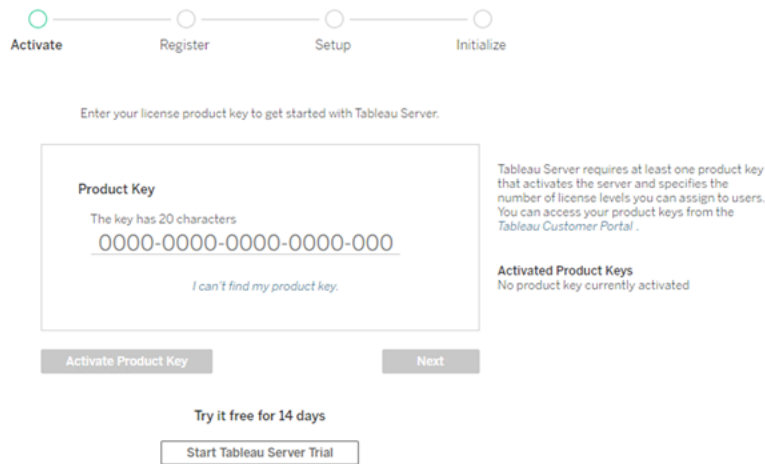 Activate
Register
Setup
Initialize
Enter your license product key to get started with Tableau Server.
Product Key
The key has 20 characters
0000-0000-0000-0000-000
I can't find my product key.
Activate Product Key
Next
Try it free for 14 days
Start Tableau Server Trial
Tableau Server requires at least one product key
that activates the server and specifies the
number of license levels you can assign to users.
You can access your product keys from the
Tableau Customer Portal .
Activated Product Keys
No product key currently activated